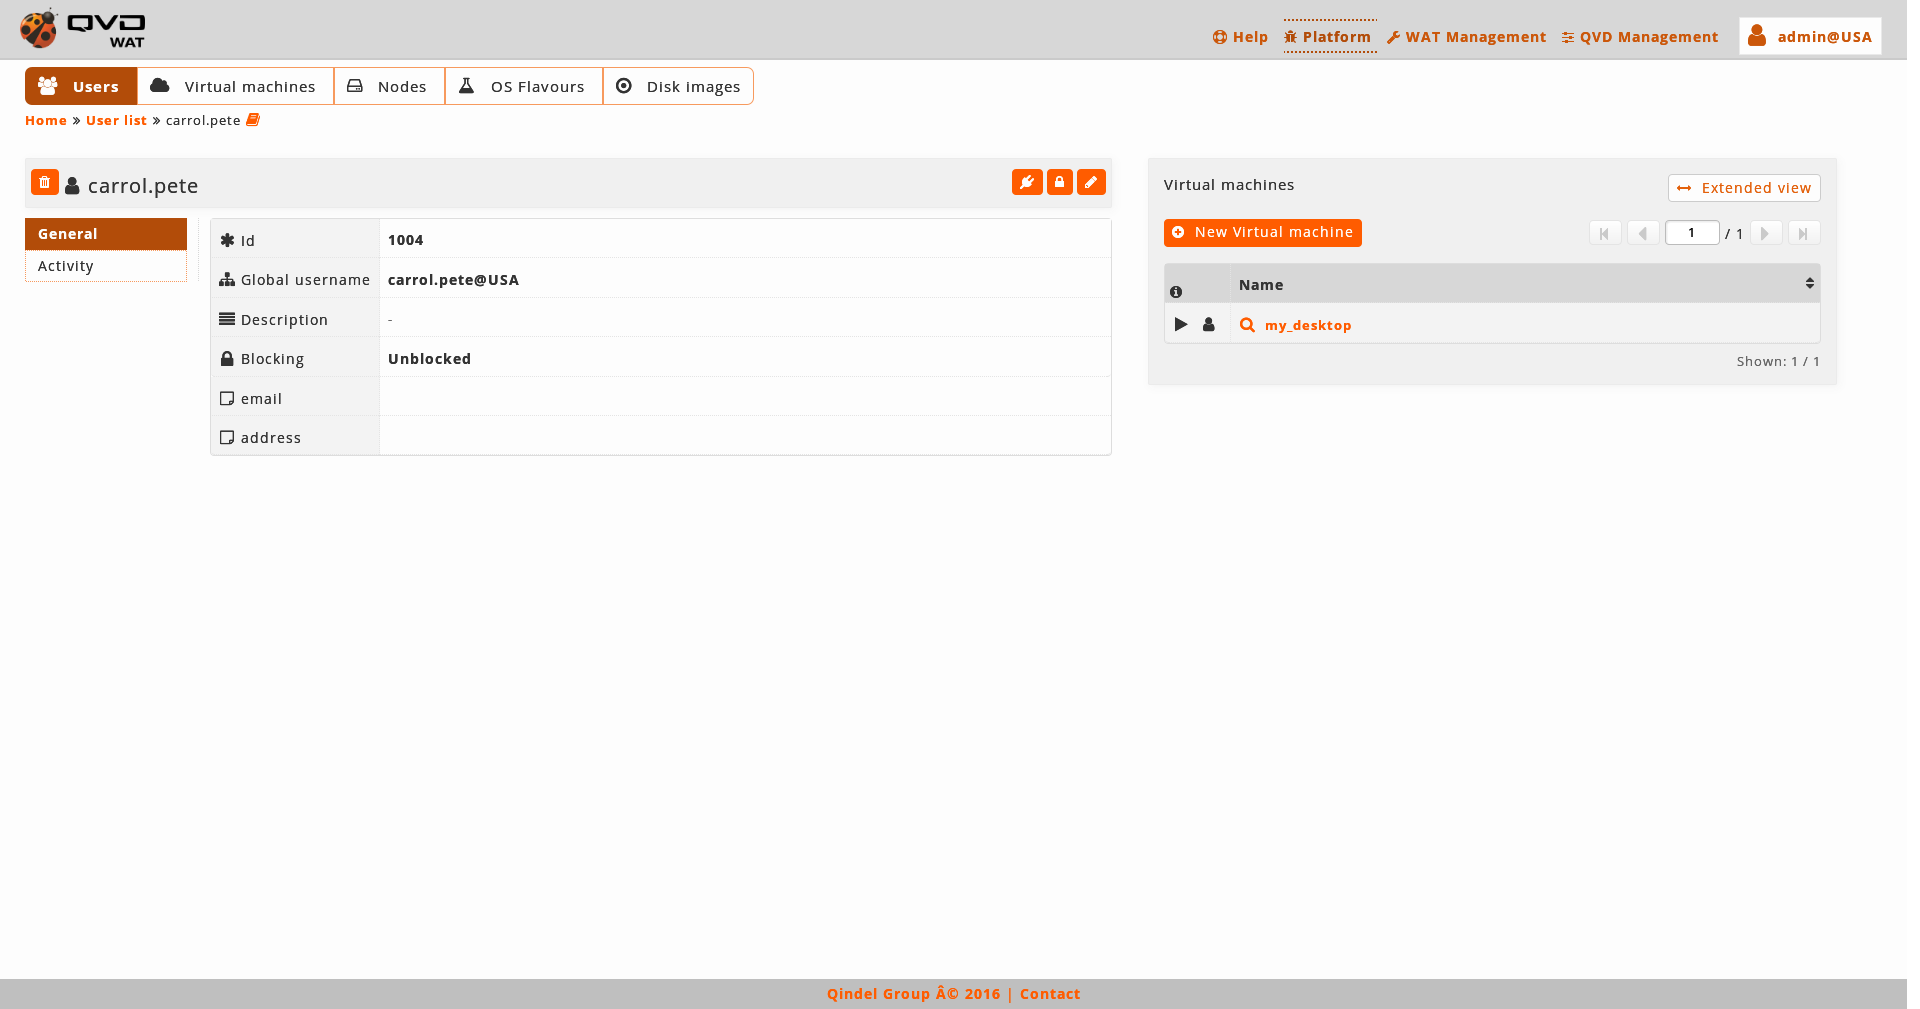 QVD
WAT
Help
Platform
WAT Management
QVD Management
admin@USA
Users
Virtual machines
Nodes
OS Flavours
Disk images
Home » User list » carrol.pete
carrol.pete
General
Activity
Id
1004
Global username
carrol.pete@USA
Description
-
Blocking
Unblocked
email
address
Virtual machines
Extended view
New Virtual machine
1 / 1
Name
my_desktop
Shown: 1 / 1
Qindel Group Â© 2016 | Contact